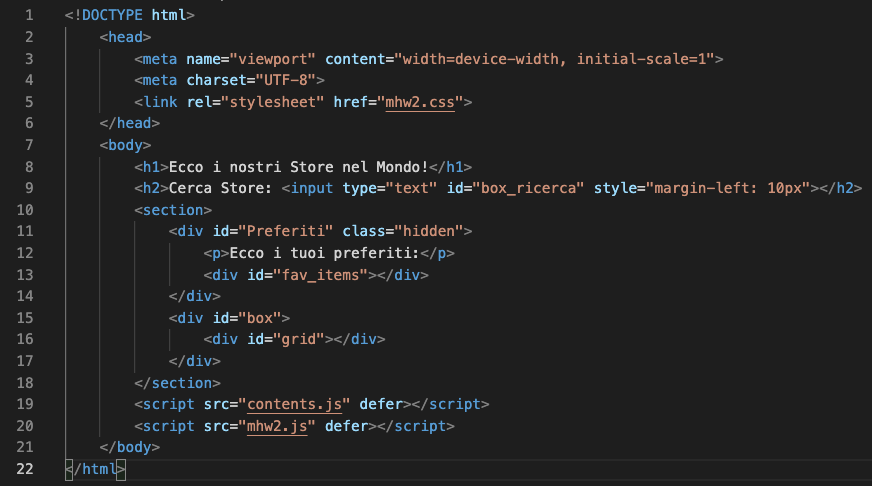 1 <!DOCTYPE html>
2     <head>
3         <meta name="viewport" content="width=device-width, initial-scale=1">
4         <meta charset="UTF-8">
5         <link rel="stylesheet" href="mhw2.css">
6     </head>
7     <body>
8         <h1>Ecco i nostri Store nel Mondo!</h1>
9         <h2>Cerca Store: <input type="text" id="box_ricerca" style="margin-left: 10px"></h2>
10         <section>
11             <div id="Preferiti" class="hidden">
12                 <p>Ecco i tuoi preferiti:</p>
13                 <div id="fav_items"></div>
14             </div>
15             <div id="box">
16                 <div id="grid"></div>
17             </div>
18         </section>
19         <script src="contents.js" defer></script>
20         <script src="mhw2.js" defer></script>
21     </body>
22 </html>